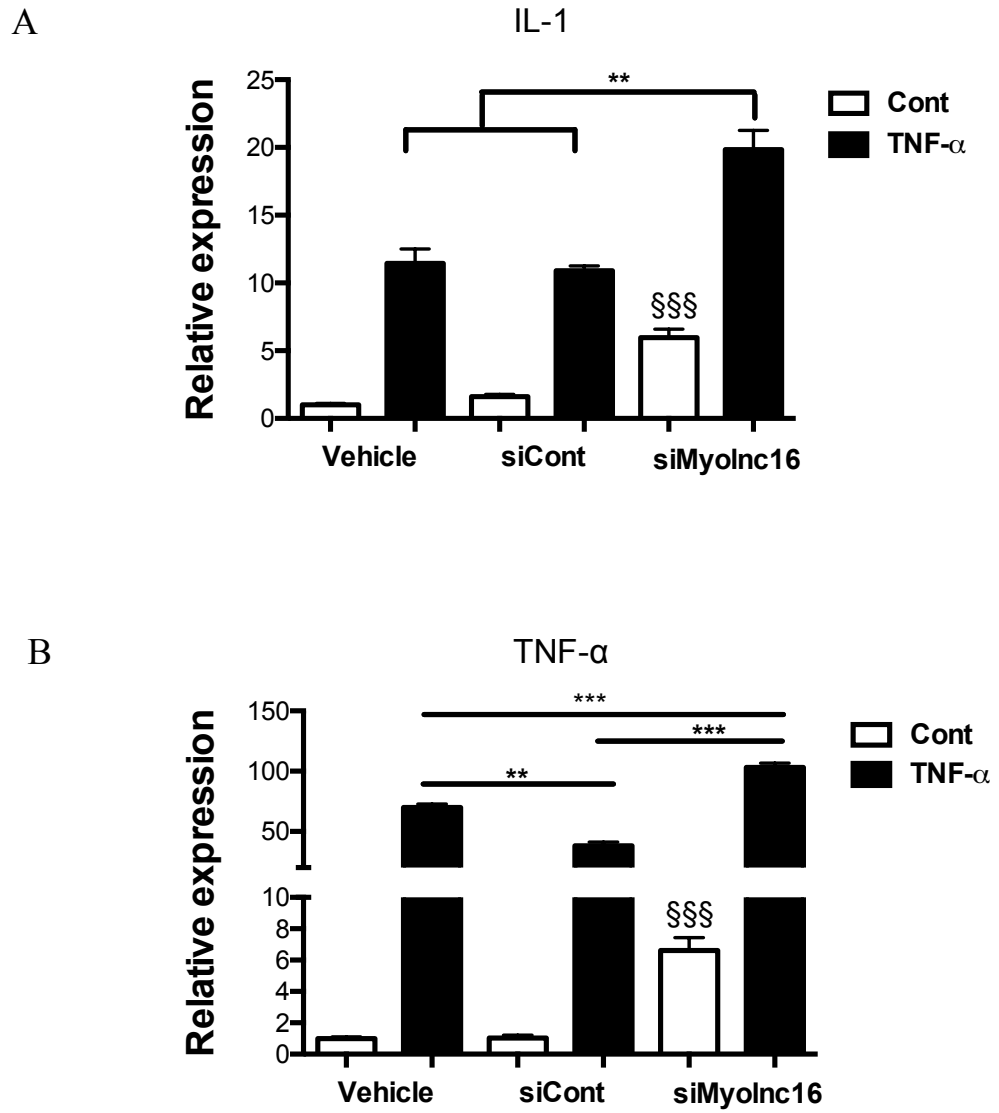 A
IL-1
Relative expression
25
20
15
10
5
0
**
§§§
Cont
TNF-α
Vehicle siCont siMyolnc16
B
TNF-α
Relative expression
150
100
50
10
8
6
4
2
0
***
***
**
§§§
Cont
TNF-α
Vehicle siCont siMyolnc16